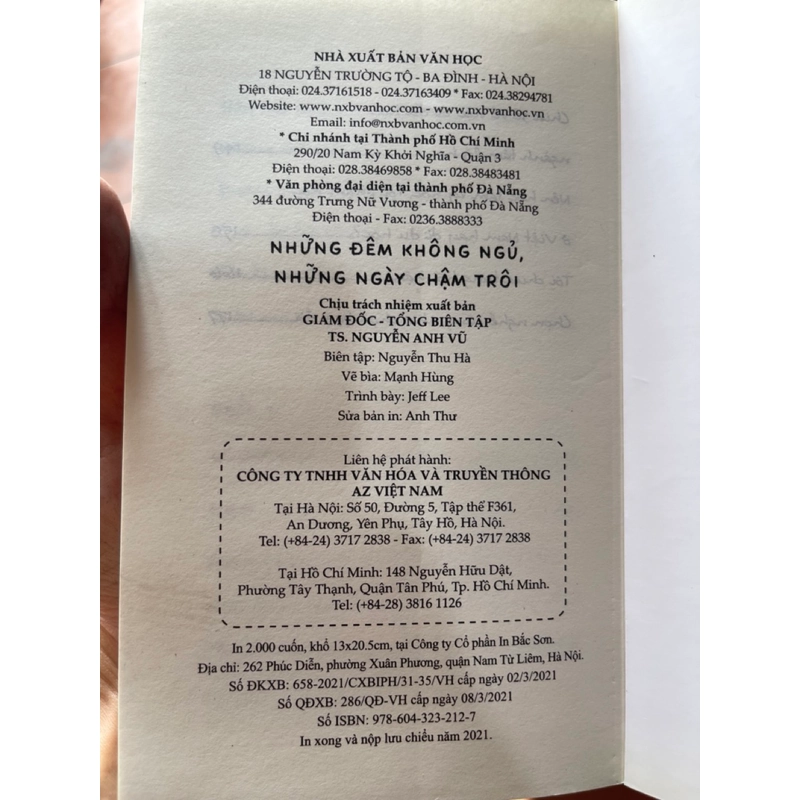 NHÀ XUẤT BẢN VĂN HỌC
18 NGUYỄN TRƯỜNG TỘ - BA ĐÌNH - HÀ NỘI
Điện thoại: 024.37161518 - 024.37163409 * Fax: 024.38294781
Website: www.nxbvanhoc.com - www.nxbvanhoc.vn
Email: info@nxbvanhoc.com.vn
* Chi nhánh tại Thành phố Hồ Chí Minh
290/20 Nam Kỳ Khởi Nghĩa - Quận 3
Điện thoại: 028.38469858 * Fax: 028.38483481
* Văn phòng đại diện tại thành phố Đà Nẵng
344 đường Trưng Nữ Vương - thành phố Đà Nẵng
Điện thoại - Fax: 0236.3888333
NHỮNG ĐÊM KHÔNG NGỦ,
NHỮNG NGÀY CHẬM TRÔI
Chịu trách nhiệm xuất bản
GIÁM ĐỐC - TỔNG BIÊN TẬP
TS. NGUYỄN ANH VŨ
Biên tập: Nguyễn Thu Hà
Vẽ bìa: Mạnh Hùng
Trình bày: Jeff Lee
Sửa bản in: Anh Thư
Liên hệ phát hành:
CÔNG TY TNHH VĂN HÓA VÀ TRUYỀN THÔNG
AZ VIỆT NAM
Tại Hà Nội: Số 50, Đường 5, Tập thể F361,
An Dương, Yên Phụ, Tây Hồ, Hà Nội.
Tel: (+84-24) 3717 2838 - Fax: (+84-24) 3717 2838
Tại Hồ Chí Minh: 148 Nguyễn Hữu Dật,
Phường Tây Thạnh, Quận Tân Phú, Tp. Hồ Chí Minh.
Tel: (+84-28) 3816 1126
In 2.000 cuốn, khổ 13x20.5cm, tại Công ty Cổ phần In Bắc Sơn.
Địa chỉ: 262 Phúc Diễn, phường Xuân Phương, quận Nam Từ Liêm, Hà Nội.
Số ĐKXB: 658-2021/CXBIPH/31-35/VH cấp ngày 02/3/2021
Số QĐXB: 286/QĐ-VH cấp ngày 08/3/2021
Số ISBN: 978-604-323-212-7
In xong và nộp lưu chiểu năm 2021.